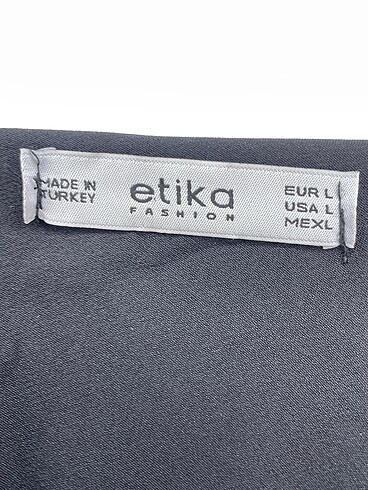 MADE IN
TURKEY
etika
FASHION
EUR L
USA L
MEXL